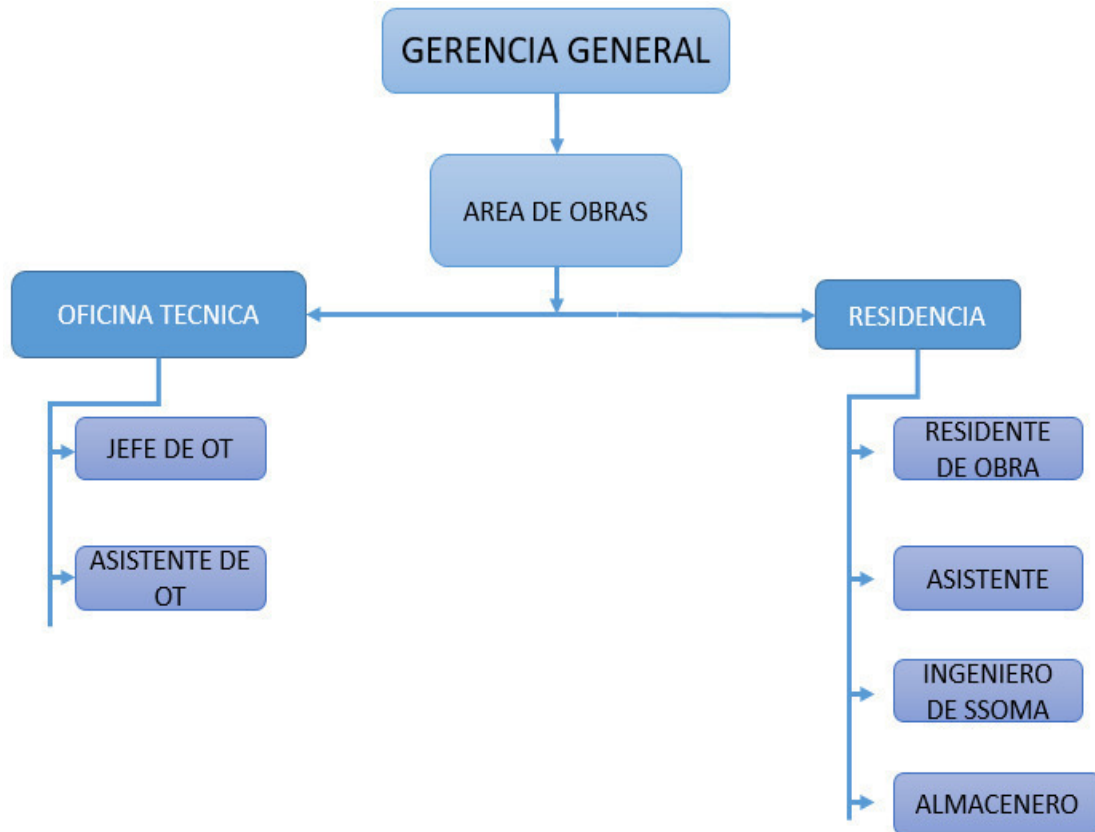 GERENCIA GENERAL
AREA DE OBRAS
OFICINA TECNICA
RESIDENCIA
JEFE DE OT
ASISTENTE DE
OT
RESIDENTE
DE OBRA
ASISTENTE
INGENIERO
DE SSOMA
ALMACENERO